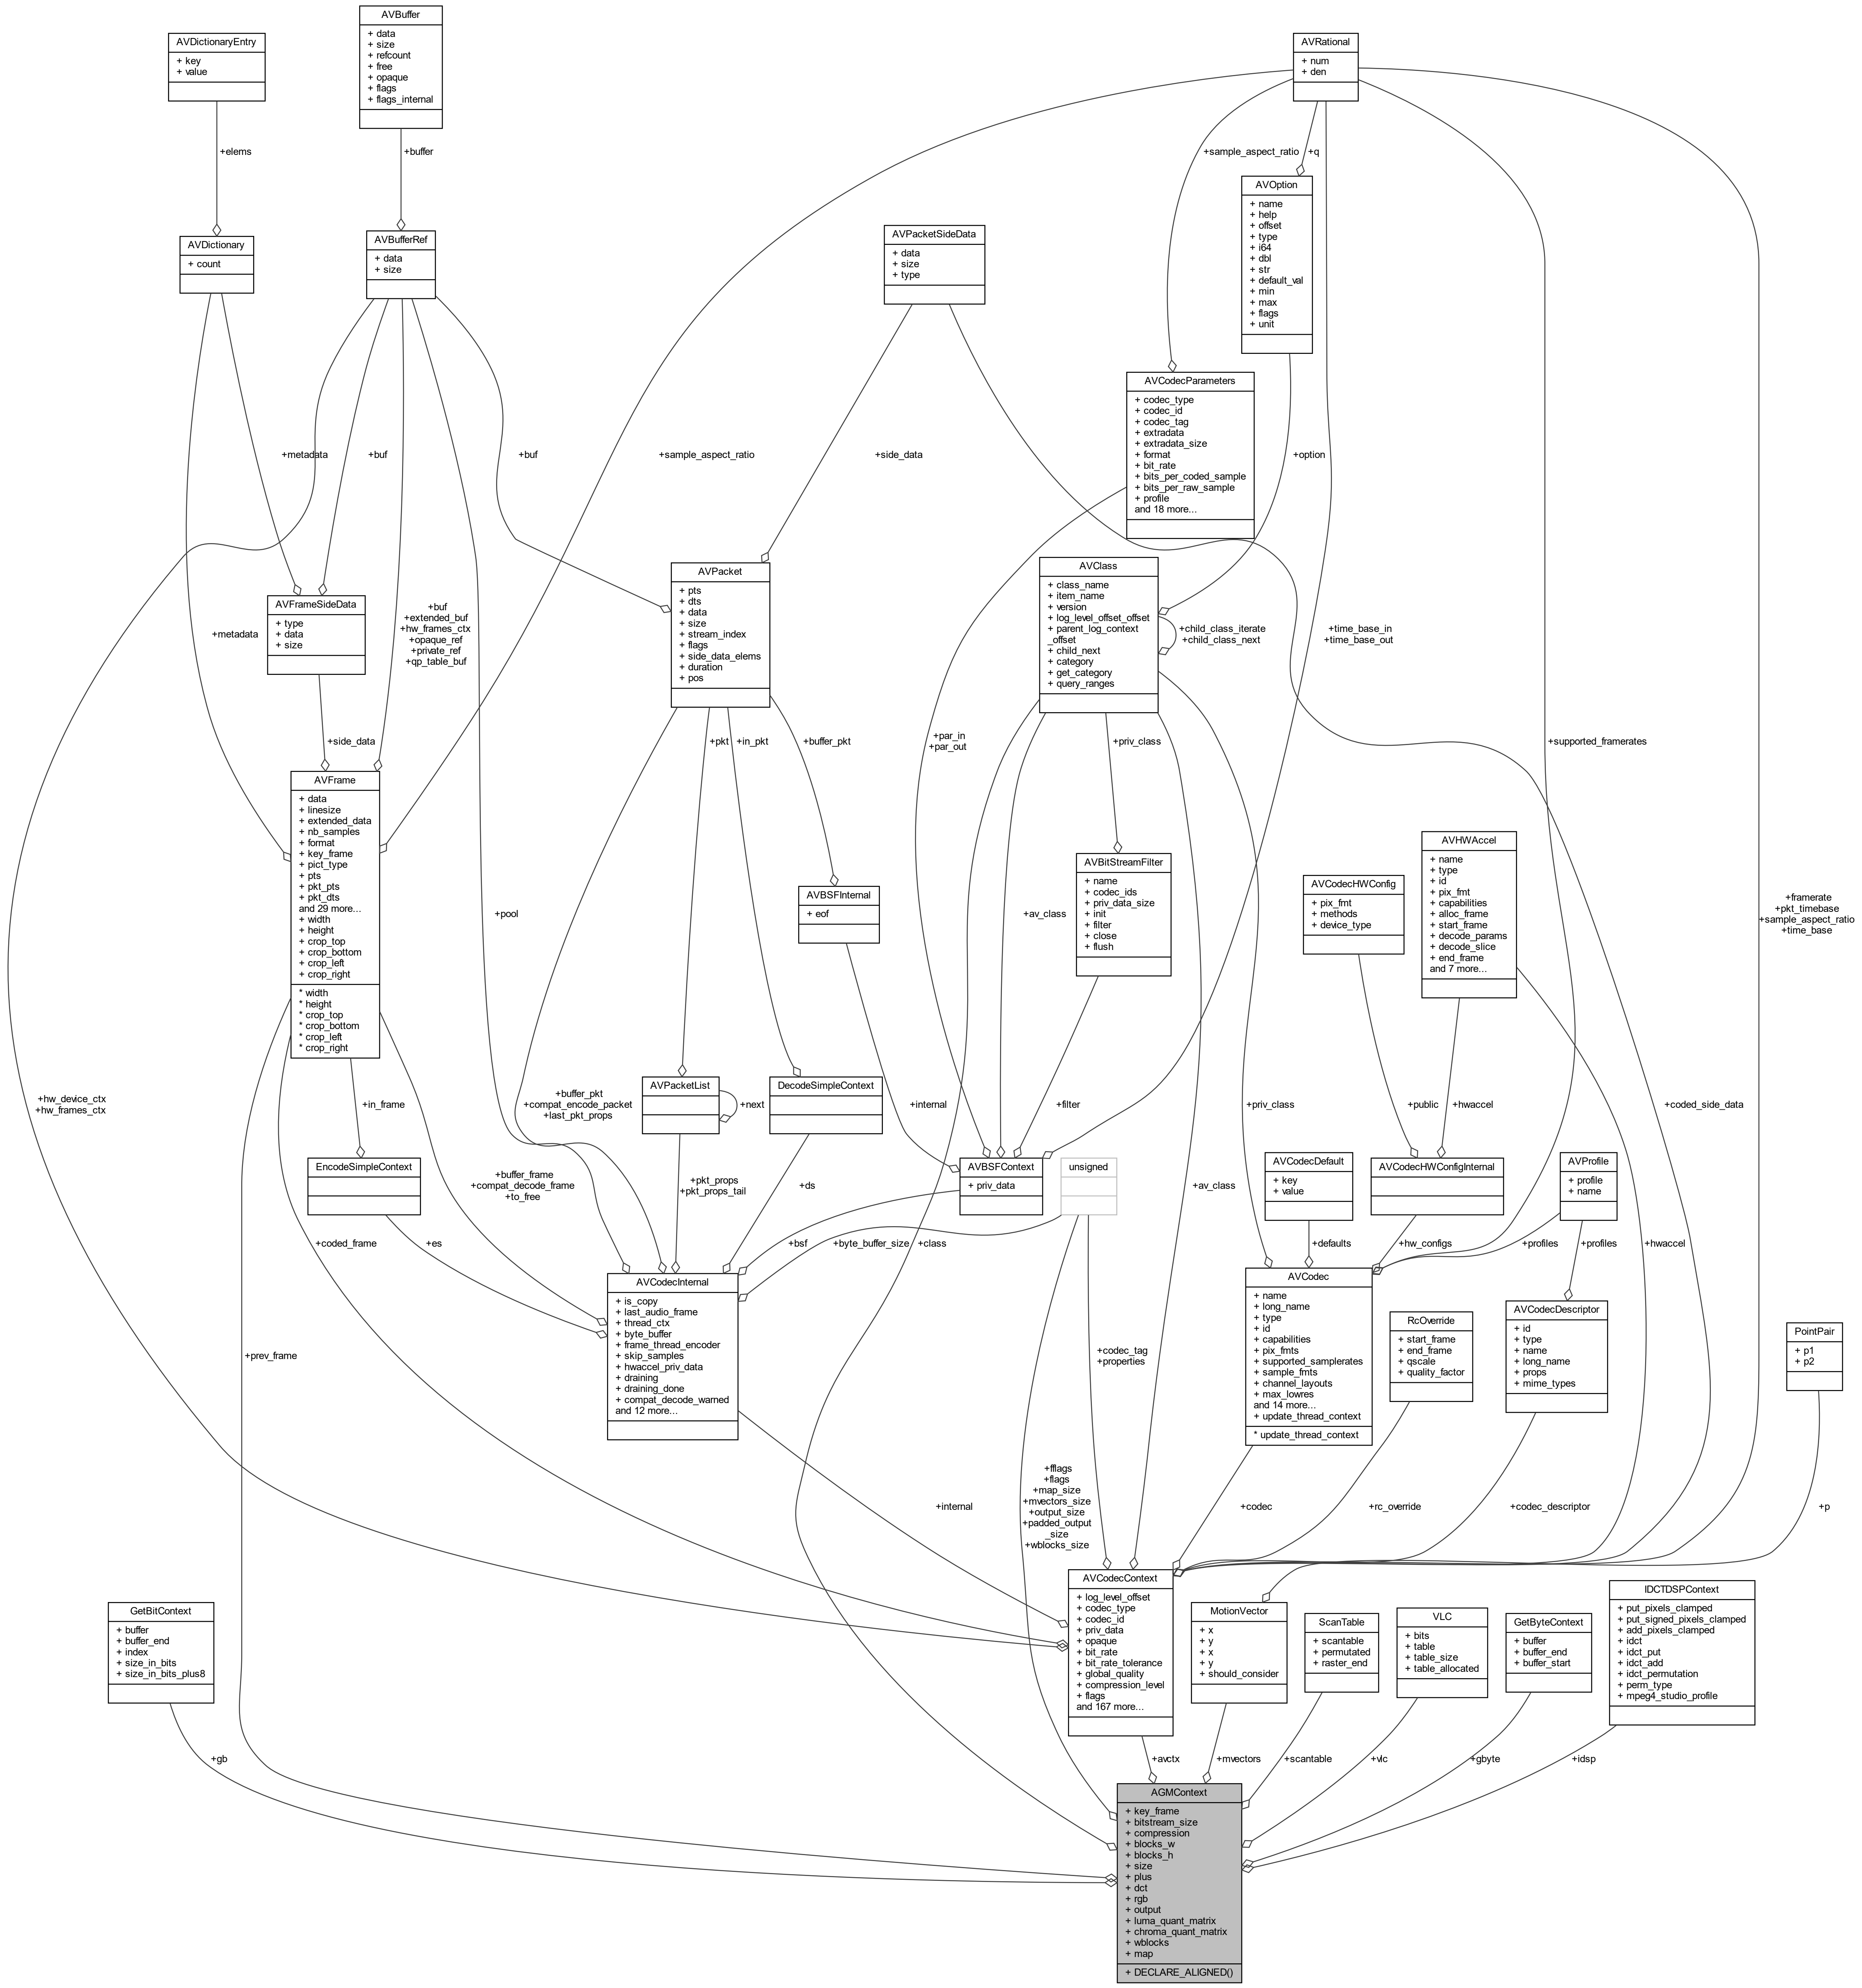 AVBuffer
+ data
+ size
+ refcount
+ free
+ opaque
+ flags
+ flags_internal
AVDictionaryEntry
+ key
+ value
AVRational
+ num
+ den
+elems
+buffer
+sample_aspect_ratio
+q
AVOption
+ name
+ help
+ offset
+ type
+ i64
+ dbl
+ str
+ default_val
+ min
+ max
+ flags
+ unit
AVDictionary
+ count
AVBufferRef
+ data
+ size
AVPacketSideData
+ data
+ size
+ type
AVCodecParameters
+ codec_type
+ codec_id
+ codec_tag
+ extradata
+ extradata_size
+ format
+ bit_rate
+ bits_per_coded_sample
+ bits_per_raw_sample
+ profile
and 18 more...
+metadata
+buf
+buf
+sample_aspect_ratio
+side_data
+option
AVFrameSideData
+ type
+ data
+ size
AVPacket
+ pts
+ dts
+ data
+ size
+ stream_index
+ flags
+ side_data_elems
+ duration
+ pos
AVClass
+ class_name
+ item_name
+ version
+ log_level_offset_offset
+ parent_log_context
_offset
+ child_next
+ category
+ get_category
+ query_ranges
+child_class_iterate
+child_class_next
+time_base_in
+time_base_out
+metadata
+buf
+extended_buf
+hw_frames_ctx
+opaque_ref
+private_ref
+qp_table_buf
+side_data
+pkt
+in_pkt
+buffer_pkt
+par_in
+par_out
+priv_class
+supported_framerates
AVFrame
+ data
+ linesize
+ extended_data
+ nb_samples
+ format
+ key_frame
+ pict_type
+ pts
+ pkt_pts
+ pkt_dts
and 29 more...
+ width
+ height
+ crop_top
+ crop_bottom
+ crop_left
+ crop_right
* width
* height
* crop_top
* crop_bottom
* crop_left
* crop_right
+pool
AVBSFInternal
+ eof
+av_class
AVBitStreamFilter
+ name
+ codec_ids
+ priv_data_size
+ init
+ filter
+ close
+ flush
AVCodecHWConfig
+ pix_fmt
+ methods
+ device_type
AVHWAccel
+ name
+ type
+ id
+ pix_fmt
+ capabilities
+ alloc_frame
+ start_frame
+ decode_params
+ decode_slice
+ end_frame
and 7 more...
+framerate
+pkt_timebase
+sample_aspect_ratio
+time_base
+hw_device_ctx
+hw_frames_ctx
+in_frame
+buffer_pkt
+compat_encode_packet
+last_pkt_props
AVPacketList
+next
DecodeSimpleContext
+internal
+filter
+priv_class
+public
+hwaccel
+coded_side_data
EncodeSimpleContext
+buffer_frame
+compat_decode_frame
+to_free
+pkt_props
+pkt_props_tail
+ds
AVBSFContext
+ priv_data
unsigned
+av_class
AVCodecDefault
+ key
+ value
AVCodecHWConfigInternal
AVProfile
+ profile
+ name
+coded_frame
+es
+bsf
+byte_buffer_size
+class
+defaults
+hw_configs
+profiles
+profiles
+hwaccel
AVCodecInternal
+ is_copy
+ last_audio_frame
+ thread_ctx
+ byte_buffer
+ frame_thread_encoder
+ skip_samples
+ hwaccel_priv_data
+ draining
+ draining_done
+ compat_decode_warned
and 12 more...
AVCodec
+ name
+ long_name
+ type
+ id
+ capabilities
+ pix_fmts
+ supported_samplerates
+ sample_fmts
+ channel_layouts
+ max_lowres
and 14 more...
+ update_thread_context
* update_thread_context
RcOverride
+ start_frame
+ end_frame
+ qscale
+ quality_factor
AVCodecDescriptor
+ id
+ type
+ name
+ long_name
+ props
+ mime_types
PointPair
+ p1
+ p2
+prev_frame
+codec_tag
+properties
+internal
+fflags
+flags
+map_size
+mvectors_size
+output_size
+padded_output
_size
+wblocks_size
+codec
+rc_override
+codec_descriptor
+p
GetBitContext
+ buffer
+ buffer_end
+ index
+ size_in_bits
+ size_in_bits_plus8
AVCodecContext
+ log_level_offset
+ codec_type
+ codec_id
+ priv_data
+ opaque
+ bit_rate
+ bit_rate_tolerance
+ global_quality
+ compression_level
+ flags
and 167 more...
MotionVector
+ x
+ y
+ x
+ y
+ should_consider
ScanTable
+ scantable
+ permutated
+ raster_end
VLC
+ bits
+ table
+ table_size
+ table_allocated
GetByteContext
+ buffer
+ buffer_end
+ buffer_start
IDCTDSPContext
+ put_pixels_clamped
+ put_signed_pixels_clamped
+ add_pixels_clamped
+ idct
+ idct_put
+ idct_add
+ idct_permutation
+ perm_type
+ mpeg4_studio_profile
+gb
+avctx
+mvectors
+scantable
+vlc
+gbyte
+idsp
AGMContext
+ key_frame
+ bitstream_size
+ compression
+ blocks_w
+ blocks_h
+ size
+ plus
+ dct
+ rgb
+ output
+ luma_quant_matrix
+ chroma_quant_matrix
+ wblocks
+ map
+ DECLARE_ALIGNED()